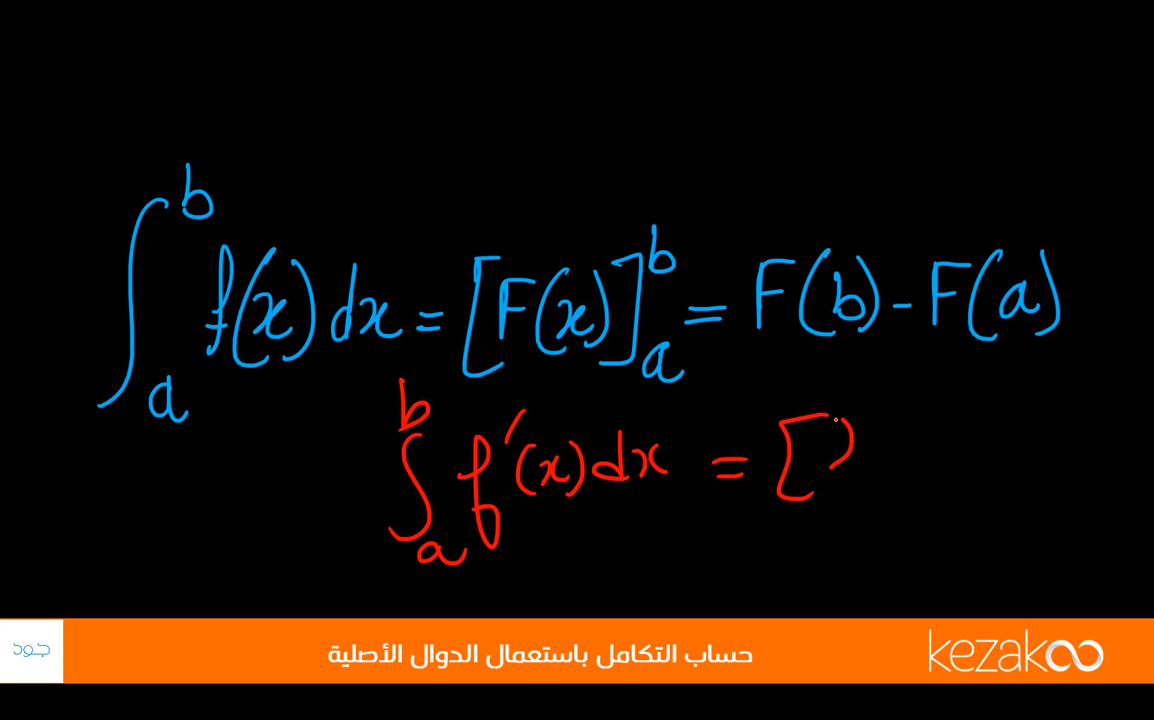 ∫_a^b f(x)dx = [F(x)]_a^b = F(b) - F(a)
∫_a^b f'(x)dx = [
جود
حساب التكامل باستعمال الدوال الأصلية
kezakoo